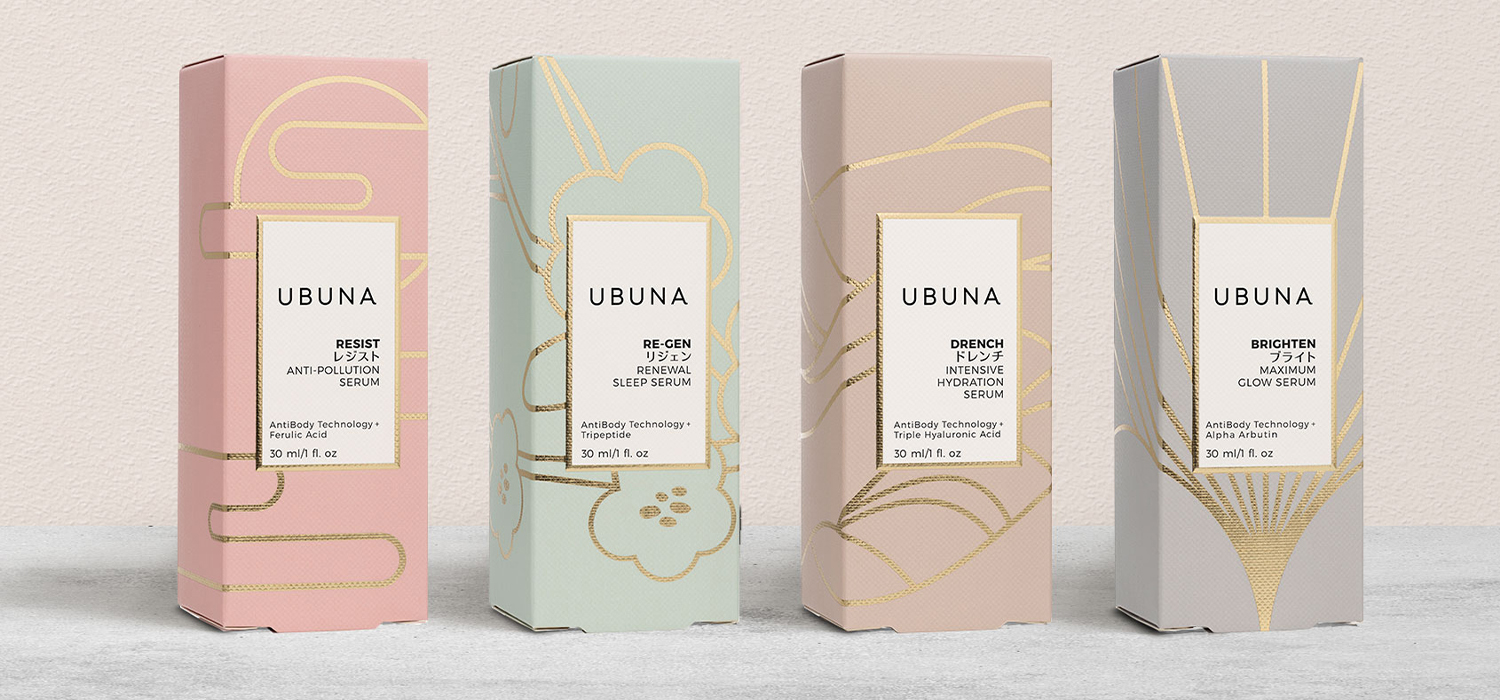 UBUNA
RESIST
レジスト
ANTI-POLLUTION
SERUM
AntiBody Technology+
Ferulic Acid
30 ml/1 fl. oz
UBUNA
RE-GEN
リジェン
RENEWAL
SLEEP SERUM
AntiBody Technology+
Tripeptide
30 ml/1 fl. oz
UBUNA
DRENCH
ドレンチ
INTENSIVE
HYDRATION
SERUM
AntiBody Technology+
Triple Hyaluronic Acid
30 ml/1 fl. oz
UBUNA
BRIGHTEN
ブライト
MAXIMUM
GLOW SERUM
AntiBody Technology+
Alpha Arbutin
30 ml/1 fl. oz